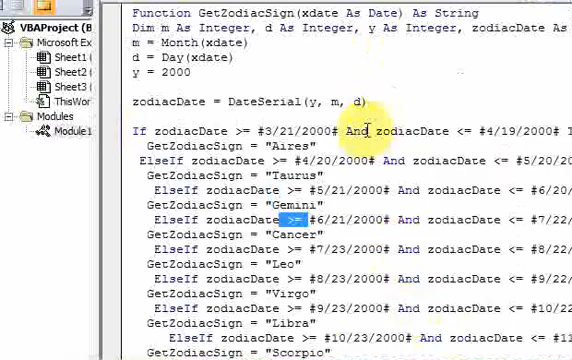 VBAProject (B
Microsoft Ex
Sheet1
Sheet2
Sheet3
ThisWor
Modules
Module1
Function GetZodiacSign(xdate As Date) As String
Dim m As Integer, d As Integer, y As Integer, zodiacDate As
m = Month(xdate)
d = Day(xdate)
y = 2000
zodiacDate = DateSerial(y, m, d)
If zodiacDate >= #3/21/2000# And zodiacDate <= #4/19/2000# T
GetZodiacSign = "Aires"
ElseIf zodiacDate >= #4/20/2000# And zodiacDate <= #5/20/20
GetZodiacSign = "Taurus"
ElseIf zodiacDate >= #5/21/2000# And zodiacDate <= #6/20/
GetZodiacSign = "Gemini"
ElseIf zodiacDate >= #6/21/2000# And zodiacDate <= #7/22/
GetZodiacSign = "Cancer"
ElseIf zodiacDate >= #7/23/2000# And zodiacDate <= #8/22/
GetZodiacSign = "Leo"
ElseIf zodiacDate >= #8/23/2000# And zodiacDate <= #9/22/
GetZodiacSign = "Virgo"
ElseIf zodiacDate >= #9/23/2000# And zodiacDate <= #10/22
GetZodiacSign = "Libra"
ElseIf zodiacDate >= #10/23/2000# And zodiacDate <= #11
GetZodiacSign = "Scorpio"